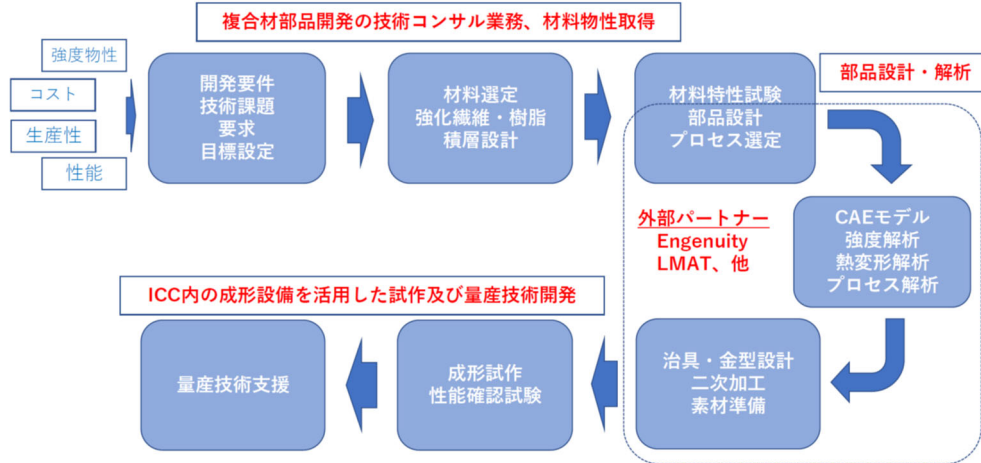 複合材部品開発の技術コンサル業務、材料物性取得
強度物性
コスト
生産性
性能
開発要件
技術課題
要求
目標設定
材料選定
強化繊維・樹脂
積層設計
材料特性試験
部品設計
プロセス選定
部品設計・解析
外部パートナー
Engenuity
LMAT、他
CAEモデル
強度解析
熱変形解析
プロセス解析
ICC内の成形設備を活用した試作及び量産技術開発
量産技術支援
成形試作
性能確認試験
治具・金型設計
二次加工
素材準備